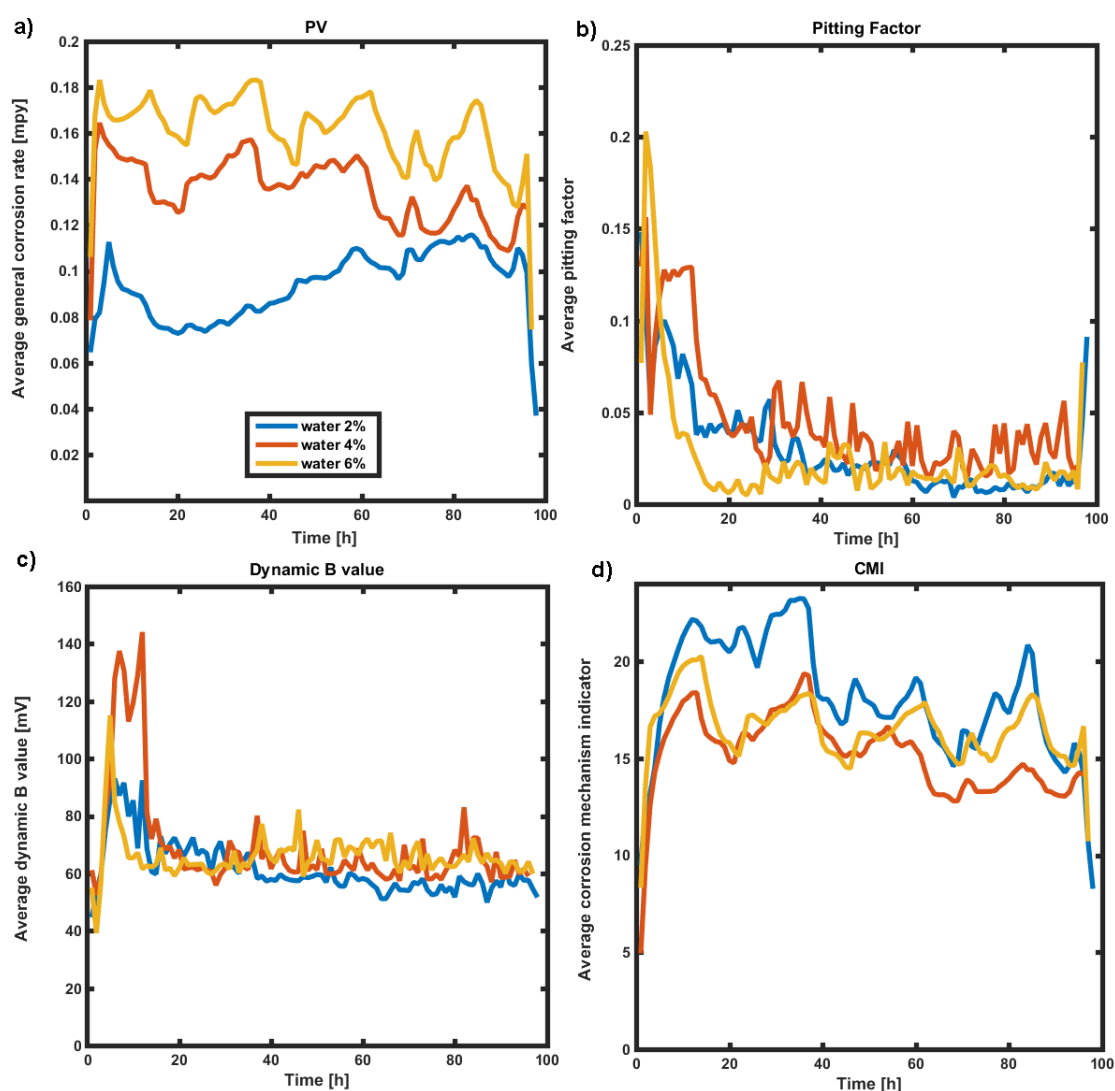 a)
PV
Average general corrosion rate [mpy]
0.2
0.18
0.16
0.14
0.12
0.1
0.08
0.06
0.04
0.02
water 2%
water 4%
water 6%
0 20 40 60 80 100
Time [h]
b)
Pitting Factor
Average pitting factor
0.25
0.2
0.15
0.1
0.05
0
0 20 40 60 80 100
Time [h]
c)
Dynamic B value
Average dynamic B value [mV]
160
140
120
100
80
60
40
20
0
0 20 40 60 80 100
Time [h]
d)
CMI
Average corrosion mechanism indicator
20
15
10
5
0
0 20 40 60 80 100
Time [h]